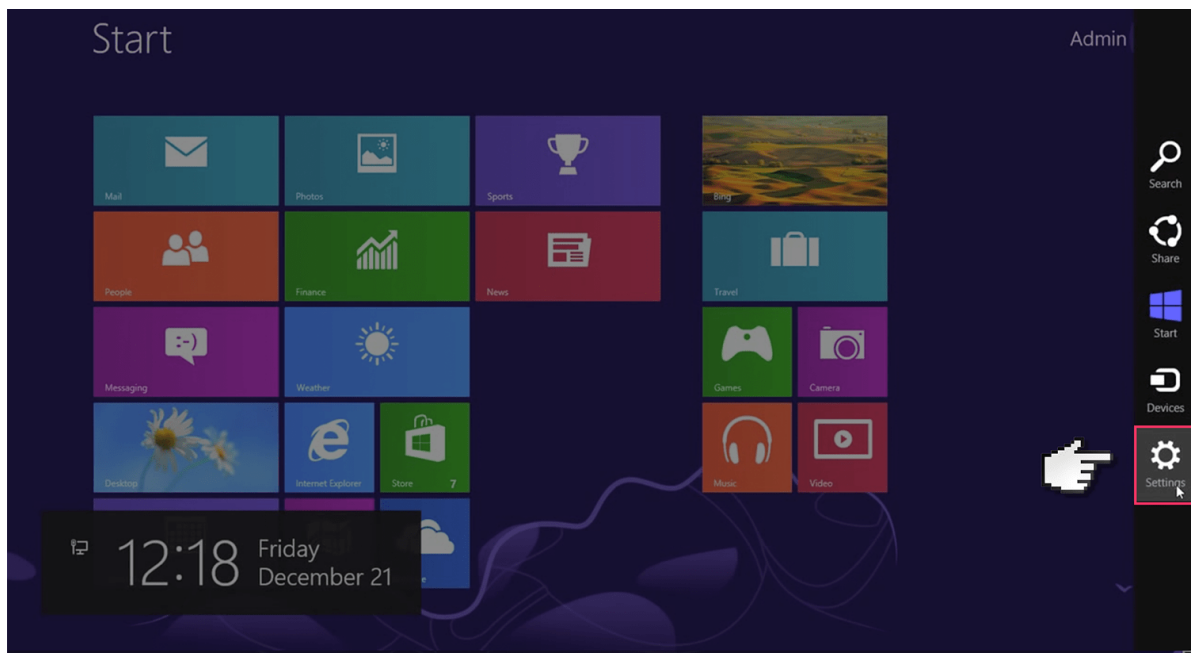 Start
Admin
Mail
Photos
Sports
Bing
People
Finance
News
Travel
Messaging
Weather
Games
Camera
Desktop
Internet Explorer
Store 7
Music
Video
12:18
Friday
December 21
Search
Share
Start
Devices
Settings